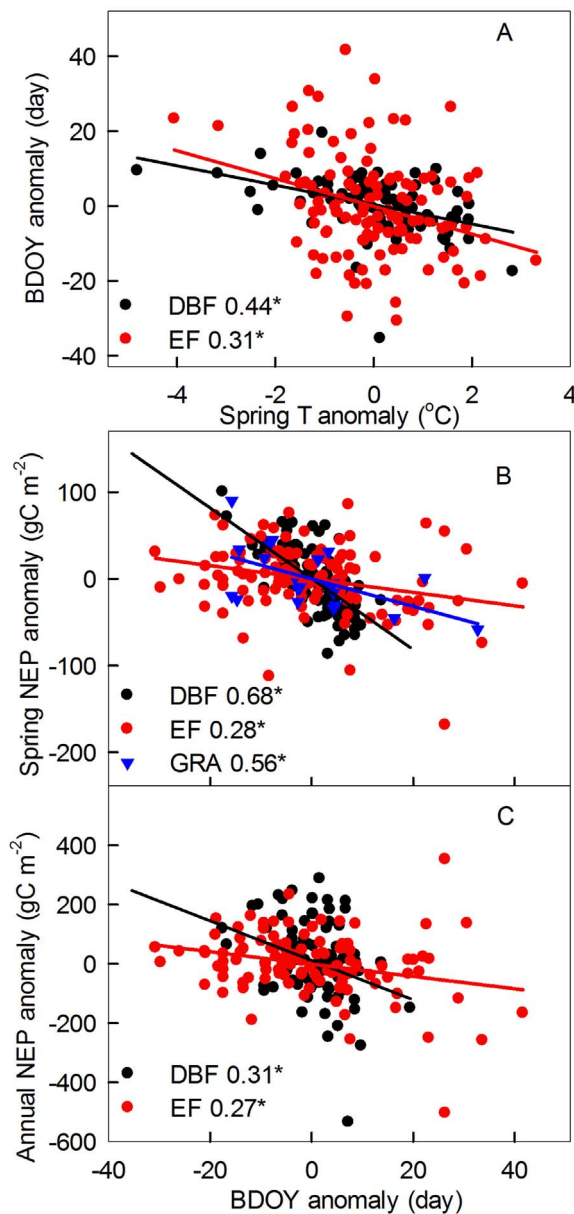 A
40
20
0
-20
-40
BDOY anomaly (day)
DBF 0.44*
EF 0.31*
-4 -2 0 2 4
Spring T anomaly (°C)
B
100
0
-100
-200
Spring NEP anomaly (gC m-2)
DBF 0.68*
EF 0.28*
GRA 0.56*
C
400
200
0
-200
-400
-600
Annual NEP anomaly (gC m-2)
DBF 0.31*
EF 0.27*
-40 -20 0 20 40
BDOY anomaly (day)